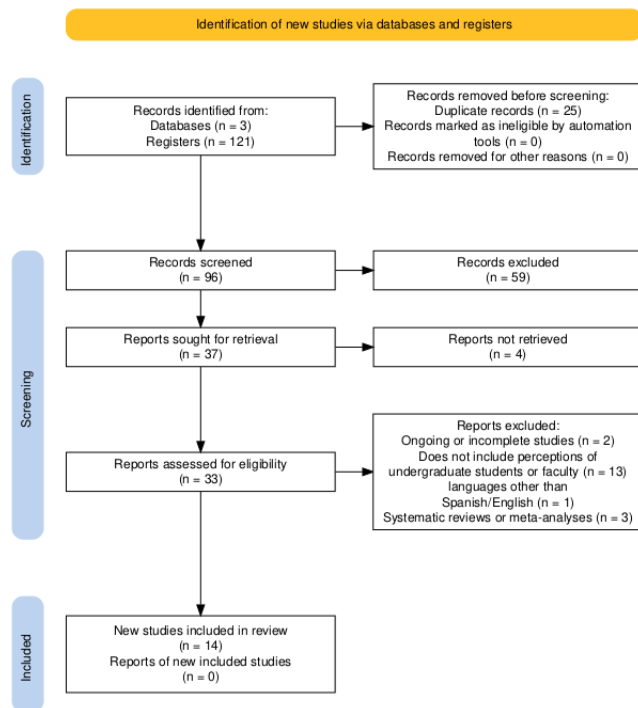 Identification of new studies via databases and registers
Identification
Records identified from:
Databases (n = 3)
Registers (n = 121)
Records removed before screening:
Duplicate records (n = 25)
Records marked as ineligible by automation
tools (n = 0)
Records removed for other reasons (n = 0)
Screening
Records screened
(n = 96)
Records excluded
(n = 59)
Reports sought for retrieval
(n = 37)
Reports not retrieved
(n = 4)
Reports assessed for eligibility
(n = 33)
Reports excluded:
Ongoing or incomplete studies (n = 2)
Does not include perceptions of
undergraduate students or faculty (n = 13)
languages other than
Spanish/English (n = 1)
Systematic reviews or meta-analyses (n = 3)
Included
New studies included in review
(n = 14)
Reports of new included studies
(n = 0)